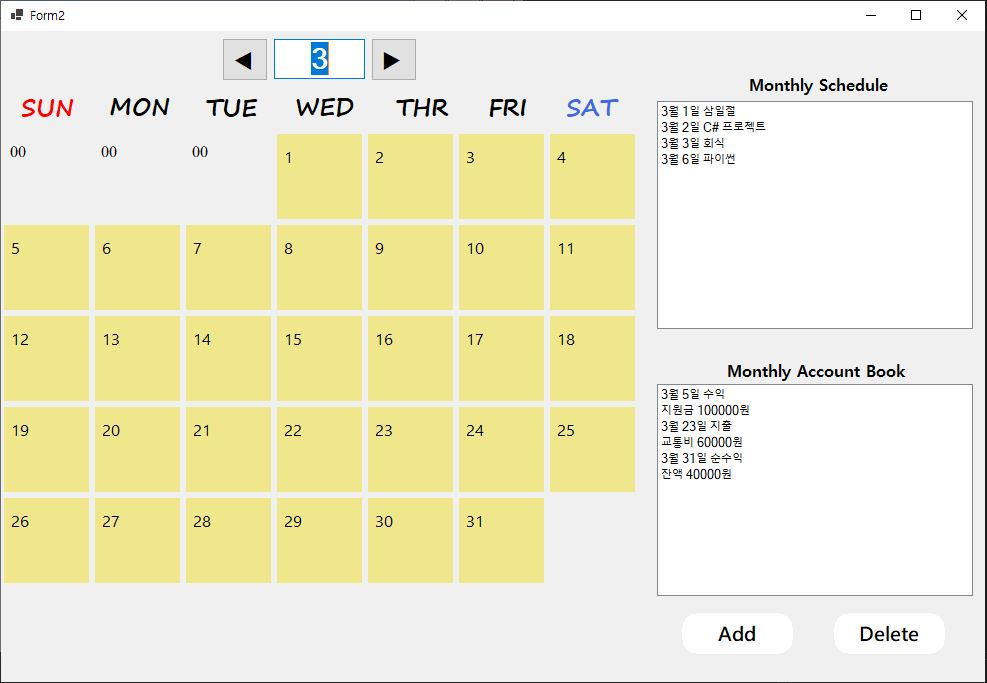 Form2
◀ 3 ▶
SUN MON TUE WED THR FRI SAT
00 00 00 1 2 3 4
5 6 7 8 9 10 11
12 13 14 15 16 17 18
19 20 21 22 23 24 25
26 27 28 29 30 31
Monthly Schedule
3월 1일 삼일절
3월 2일 C# 프로젝트
3월 3일 회식
3월 6일 파이썬
Monthly Account Book
3월 5일 수익
지원금 100000원
3월 23일 지출
교통비 60000원
3월 31일 순수익
잔액 40000원
Add Delete